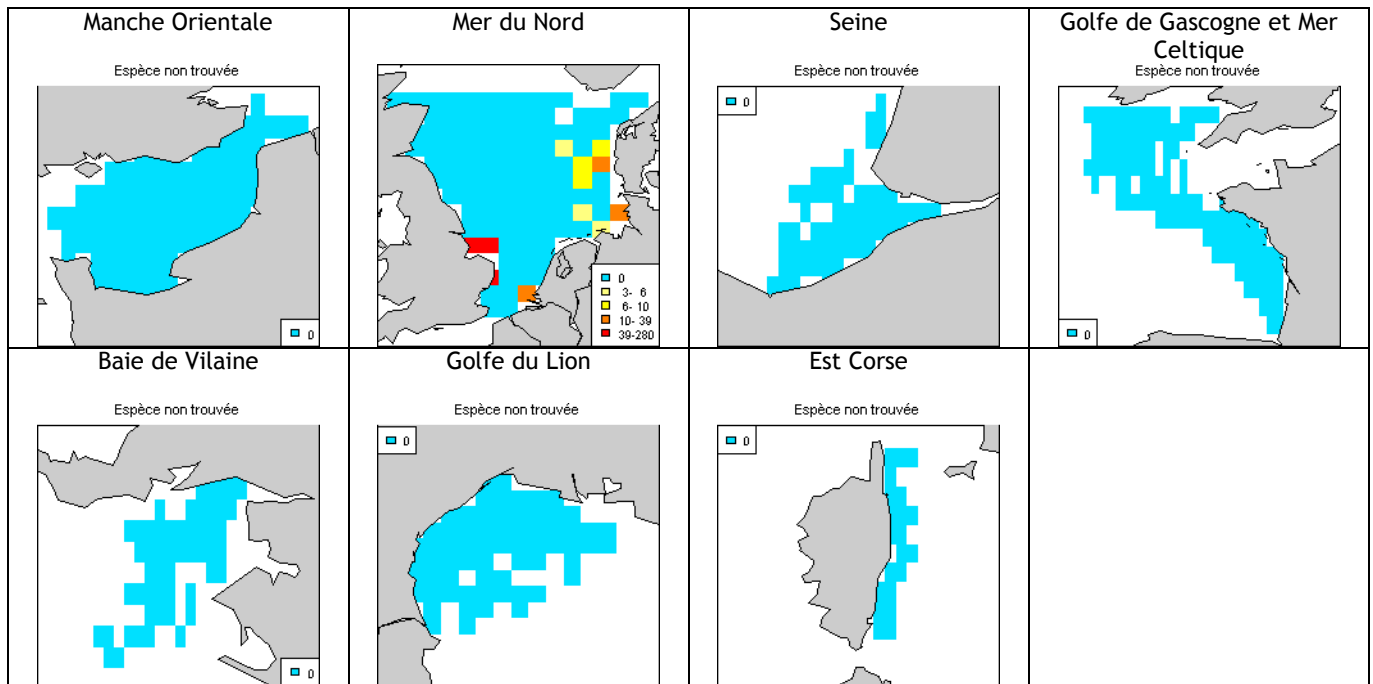 Manche Orientale
Espèce non trouvée
0
Mer du Nord
0
3- 6
6- 10
10- 39
39-280
Seine
Espèce non trouvée
0
Golfe de Gascogne et Mer
Celtique
Espèce non trouvée
0
Baie de Vilaine
Espèce non trouvée
0
Golfe du Lion
Espèce non trouvée
0
Est Corse
Espèce non trouvée
0